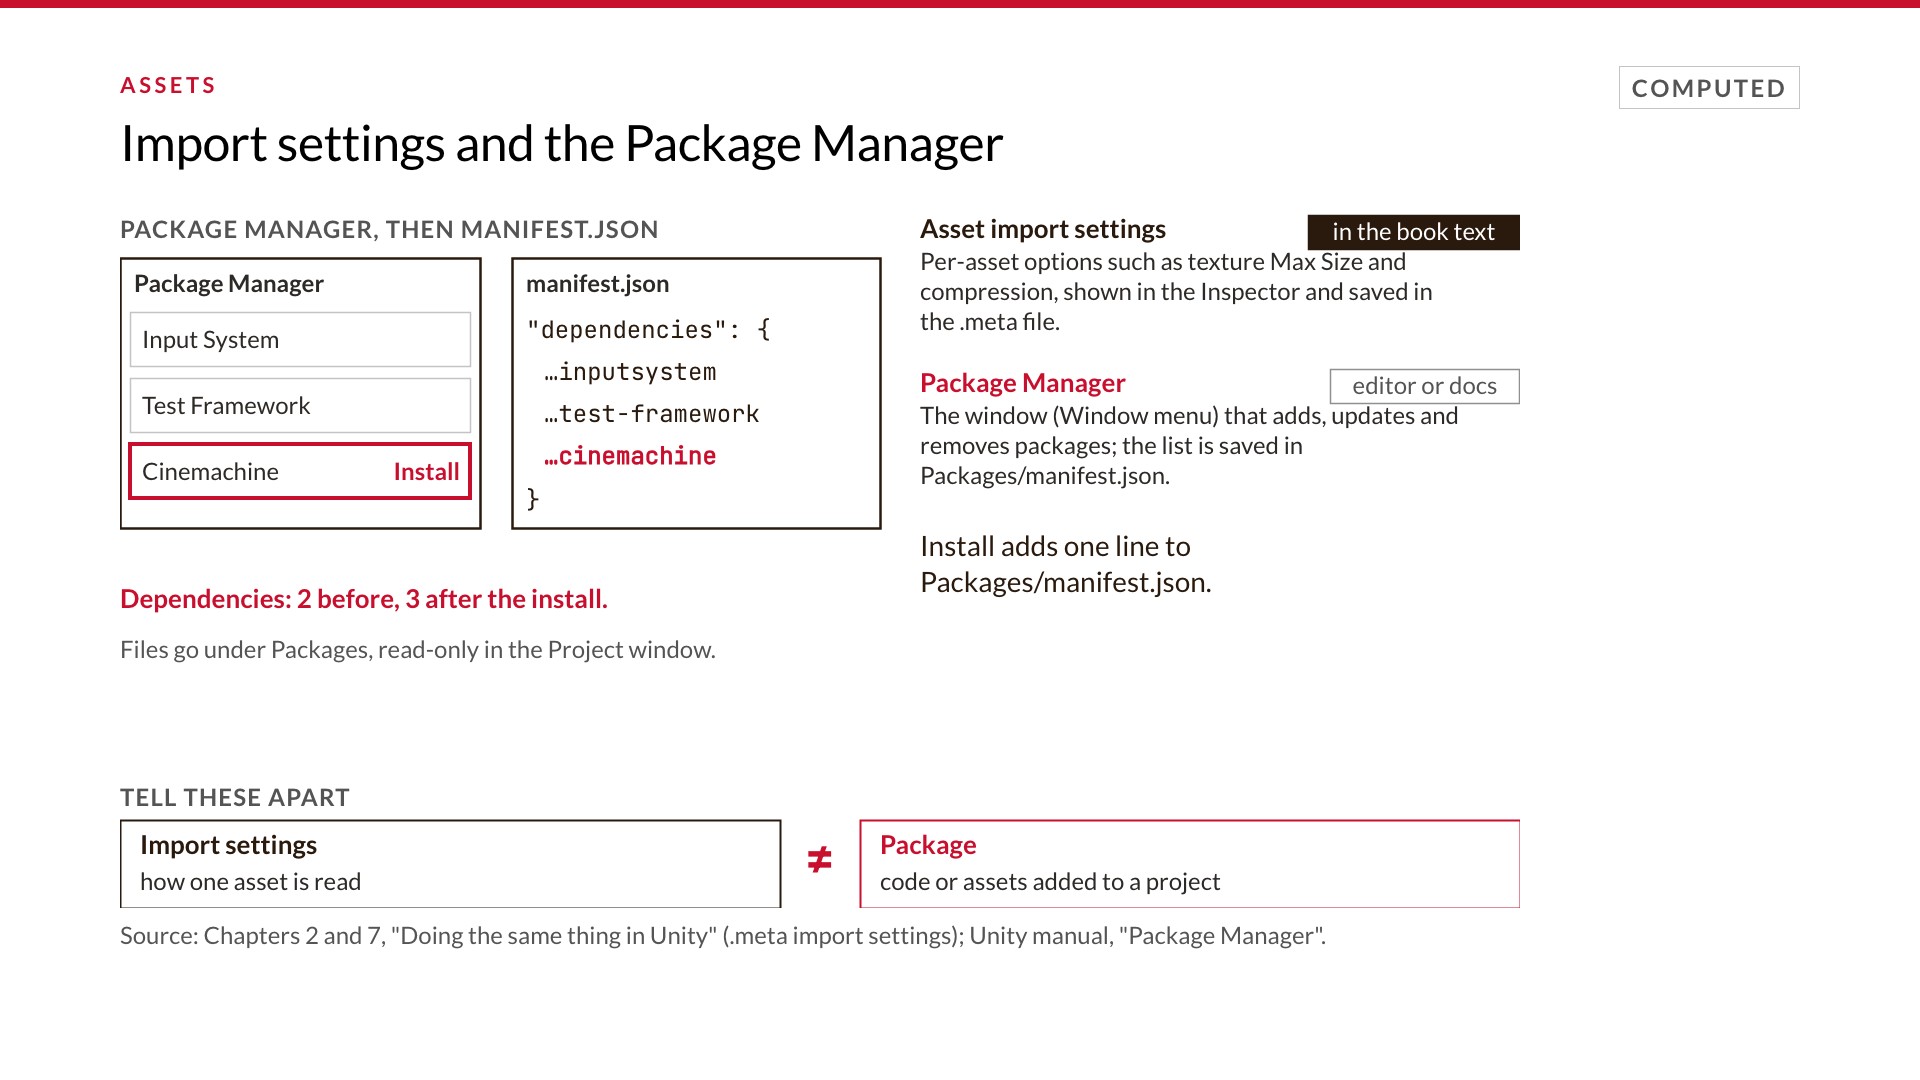 ASSETS
COMPUTED
Import settings and the Package Manager
PACKAGE MANAGER, THEN MANIFEST.JSON
Package Manager
Input System
Test Framework
Cinemachine Install
manifest.json
"dependencies": {
…inputsystem
…test-framework
…cinemachine
}
Dependencies: 2 before, 3 after the install.
Files go under Packages, read-only in the Project window.
Asset import settings
in the book text
Per-asset options such as texture Max Size and
compression, shown in the Inspector and saved in
the .meta file.
Package Manager
editor or docs
The window (Window menu) that adds, updates and
removes packages; the list is saved in
Packages/manifest.json.
Install adds one line to
Packages/manifest.json.
TELL THESE APART
Import settings
how one asset is read
≠
Package
code or assets added to a project
Source: Chapters 2 and 7, "Doing the same thing in Unity" (.meta import settings); Unity manual, "Package Manager".